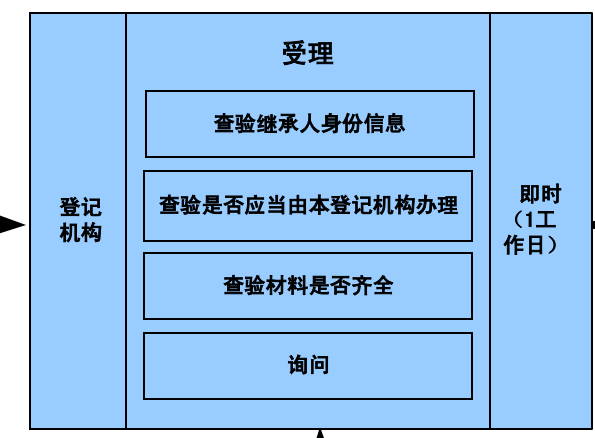 受理
查验继承人身份信息
查验是否应当由本登记机构办理
查验材料是否齐全
询问
登记
机构
即时
（1工
作日）